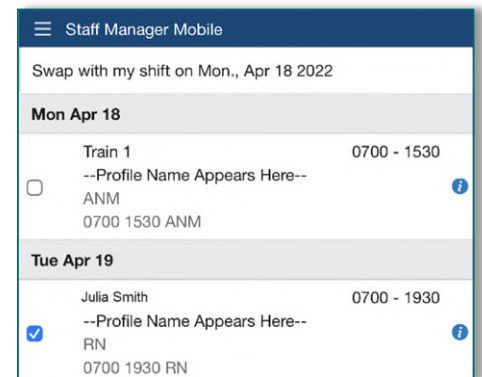 Staff Manager Mobile
Swap with my shift on Mon., Apr 18 2022
Mon Apr 18
Train 1 0700 - 1530
--Profile Name Appears Here--
ANM
0700 1530 ANM
Tue Apr 19
Julia Smith 0700 - 1930
--Profile Name Appears Here--
RN
0700 1930 RN